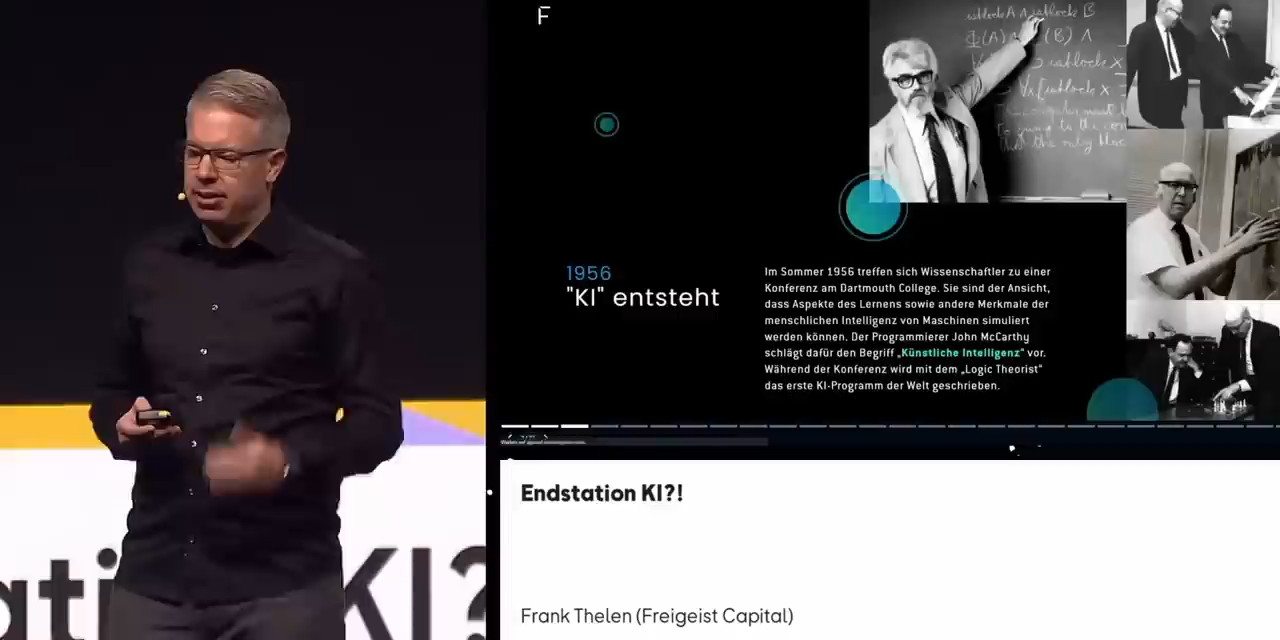 F
1956
"KI" entsteht
Im Sommer 1956 treffen sich Wissenschaftler zu einer
Konferenz am Dartmouth College. Sie sind der Ansicht,
dass Aspekte des Lernens sowie andere Merkmale der
menschlichen Intelligenz von Maschinen simuliert
werden können. Der Programmierer John McCarthy
schlägt dafür den Begriff „Künstliche Intelligenz" vor.
Während der Konferenz wird mit dem „Logic Theorist"
das erste KI-Programm der Welt geschrieben.
Endstation KI?!
Frank Thelen (Freigeist Capital)
ati KI?